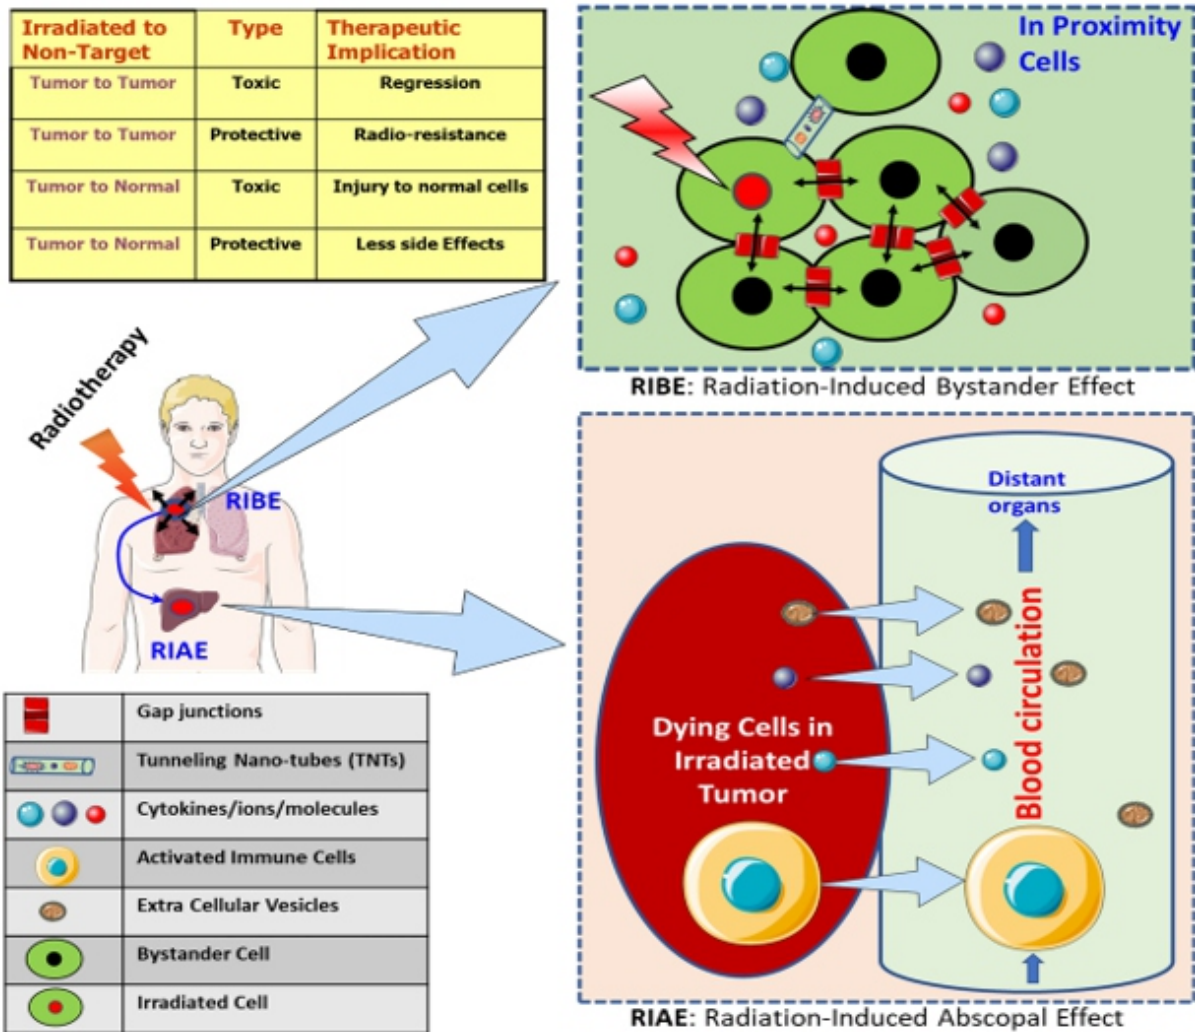 Irradiated to
Non-Target
Type
Therapeutic
Implication
Tumor to Tumor
Toxic
Regression
Tumor to Tumor
Protective
Radio-resistance
Tumor to Normal
Toxic
Injury to normal cells
Tumor to Normal
Protective
Less side Effects
In Proximity
Cells
RIBE: Radiation-Induced Bystander Effect
Radiotherapy
RIBE
RIAE
Distant
organs
Blood circulation
Dying Cells in
Irradiated
Tumor
RIAE: Radiation-Induced Abscopal Effect
Gap junctions
Tunneling Nano-tubes (TNTs)
Cytokines/ions/molecules
Activated Immune Cells
Extra Cellular Vesicles
Bystander Cell
Irradiated Cell